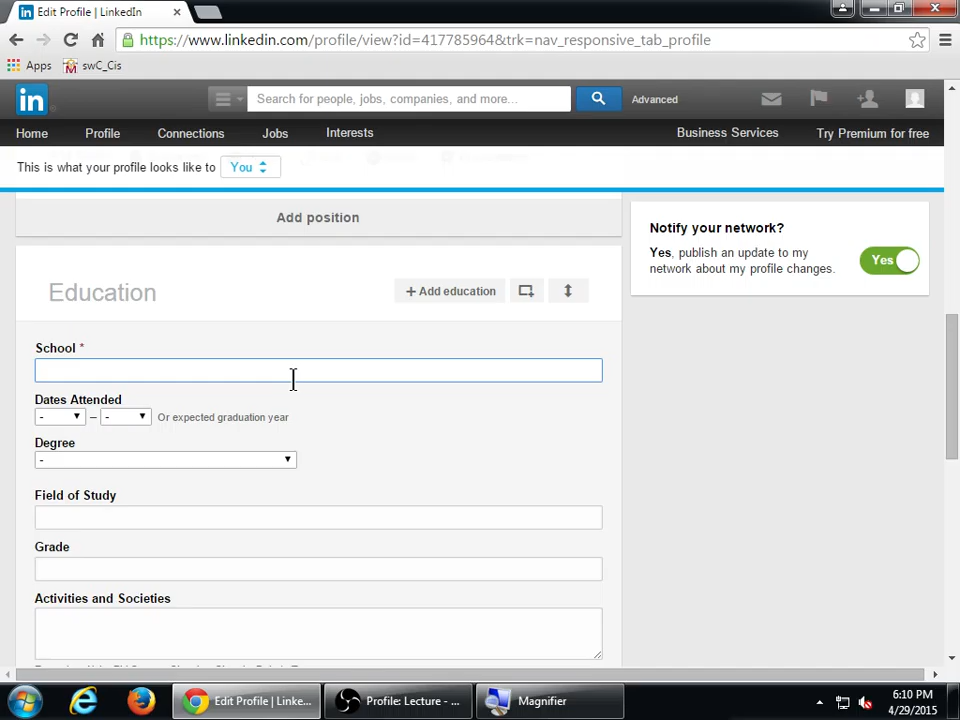 in Edit Profile | LinkedIn
https://www.linkedin.com/profile/view?id=417785964&trk=nav_responsive_tab_profile
Apps swC_Cis
in Search for people, jobs, companies, and more... Advanced
Home Profile Connections Jobs Interests Business Services Try Premium for free
This is what your profile looks like to You
Add position
Notify your network?
Yes, publish an update to my
network about my profile changes.
Yes
Education + Add education
School *
Dates Attended
- – - Or expected graduation year
Degree
-
Field of Study
Grade
Activities and Societies
Edit Profile | Linke... Profile: Lecture - ... Magnifier
6:10 PM
4/29/2015